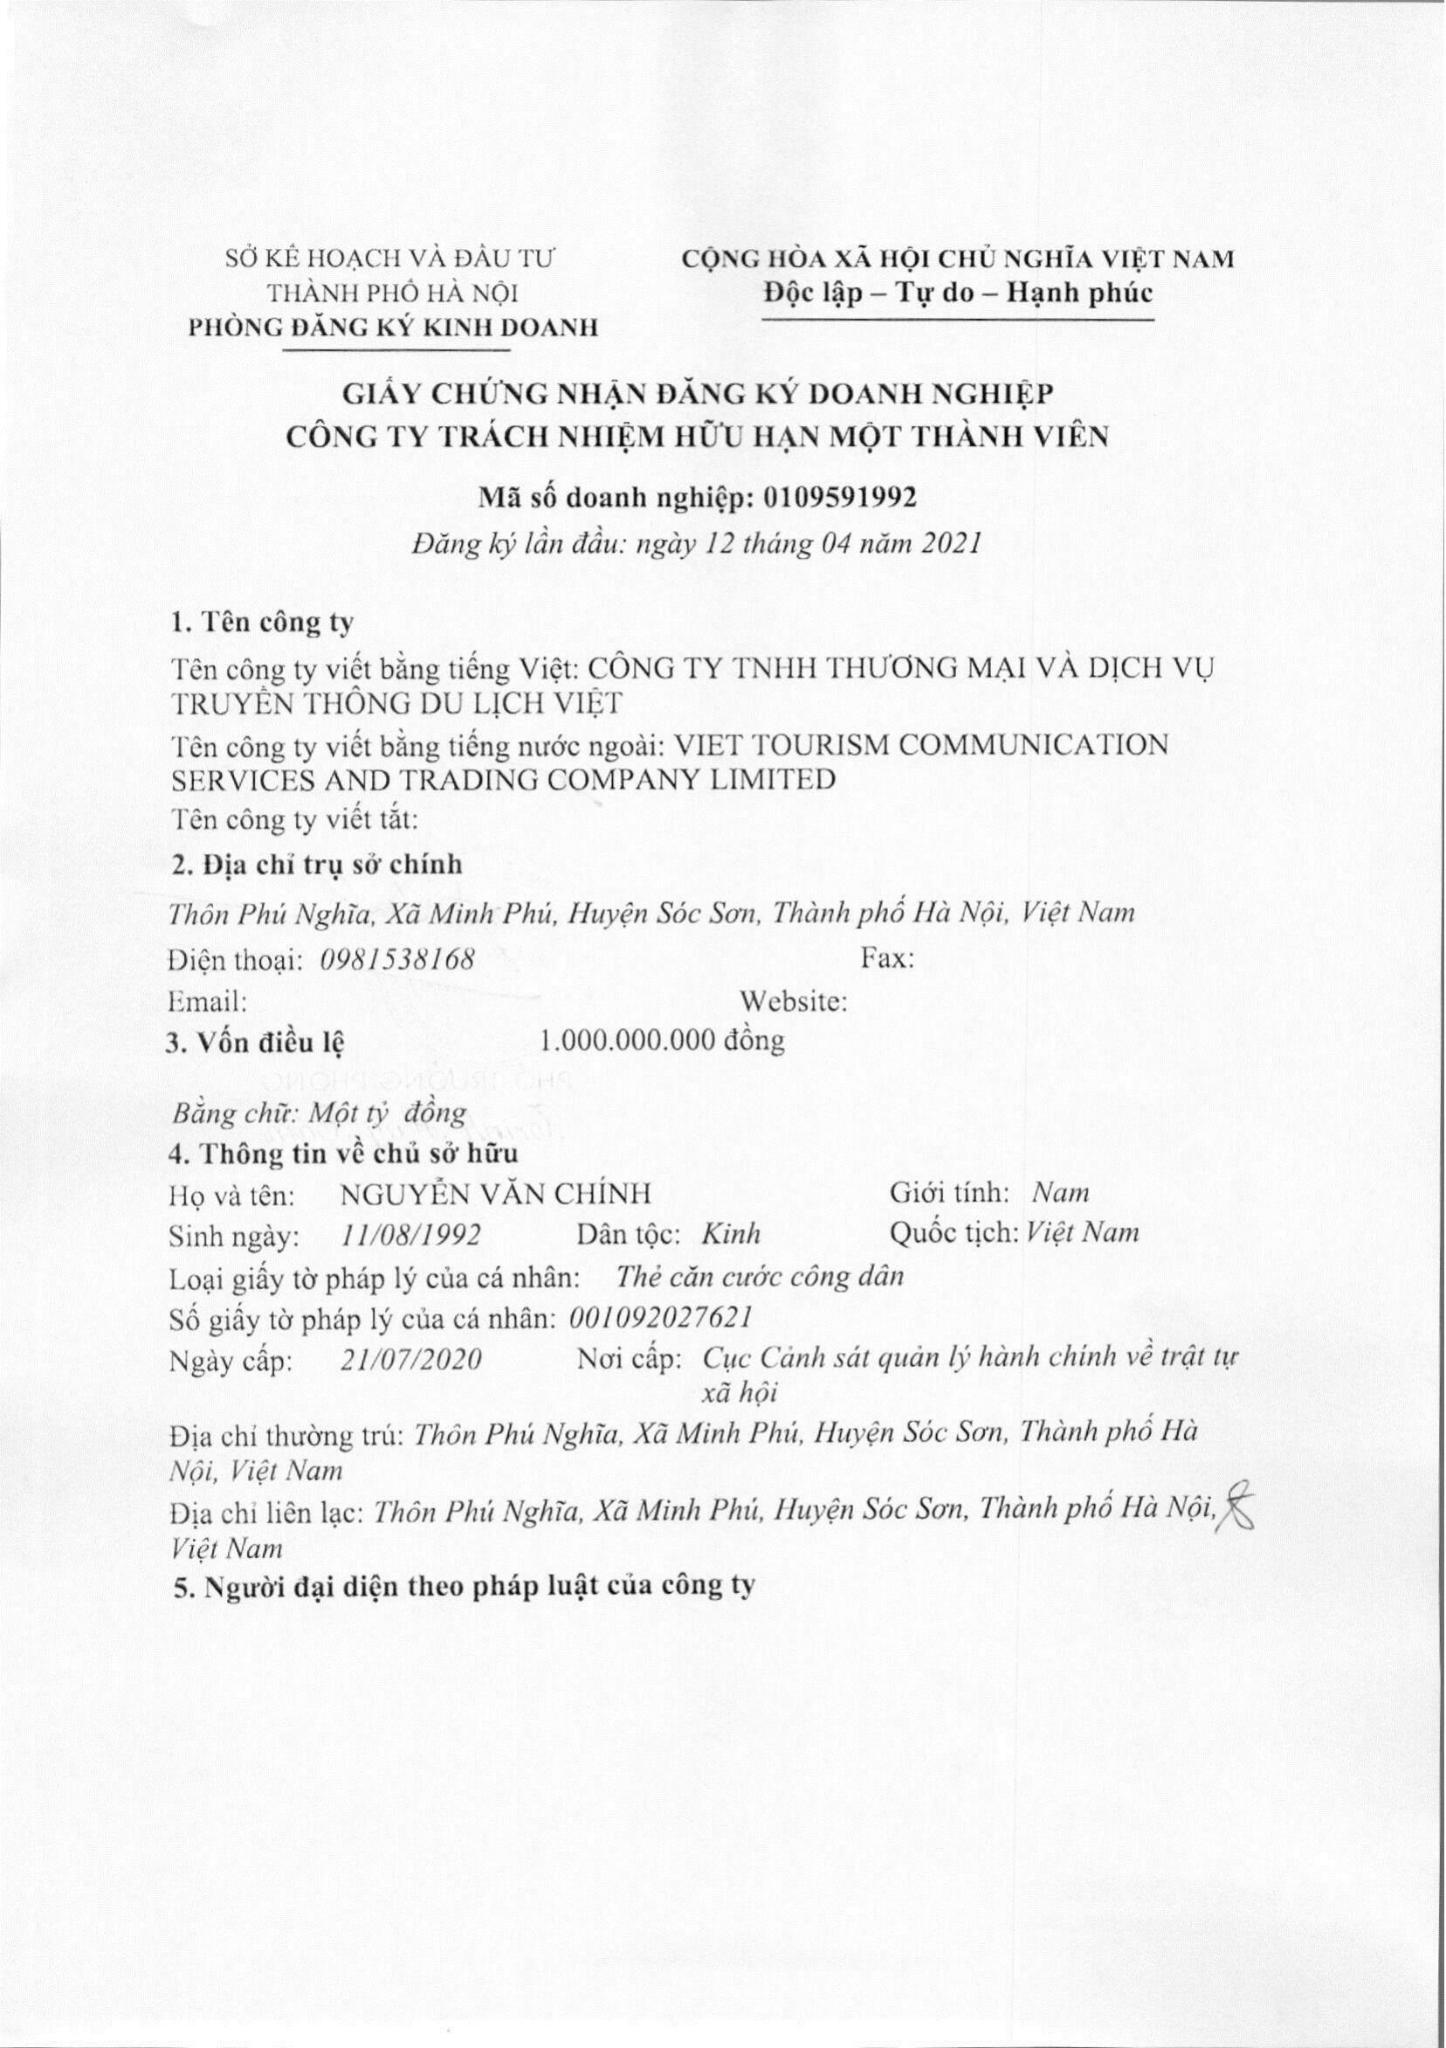 SỞ KẾ HOẠCH VÀ ĐẦU TƯ
THÀNH PHỐ HÀ NỘI
PHÒNG ĐĂNG KÝ KINH DOANH
CỘNG HÒA XÃ HỘI CHỦ NGHĨA VIỆT NAM
Độc lập – Tự do – Hạnh phúc
GIẤY CHỨNG NHẬN ĐĂNG KÝ DOANH NGHIỆP
CÔNG TY TRÁCH NHIỆM HỮU HẠN MỘT THÀNH VIÊN
Mã số doanh nghiệp: 0109591992
Đăng ký lần đầu: ngày 12 tháng 04 năm 2021
1. Tên công ty
Tên công ty viết bằng tiếng Việt: CÔNG TY TNHH THƯƠNG MẠI VÀ DỊCH VỤ
TRUYỀN THÔNG DU LỊCH VIỆT
Tên công ty viết bằng tiếng nước ngoài: VIET TOURISM COMMUNICATION
SERVICES AND TRADING COMPANY LIMITED
Tên công ty viết tắt:
2. Địa chỉ trụ sở chính
Thôn Phú Nghĩa, Xã Minh Phú, Huyện Sóc Sơn, Thành phố Hà Nội, Việt Nam
Điện thoại: 0981538168 Fax:
Email: Website:
3. Vốn điều lệ 1.000.000.000 đồng
Bằng chữ: Một tỷ đồng
4. Thông tin về chủ sở hữu
Họ và tên: NGUYỄN VĂN CHÍNH Giới tính: Nam
Sinh ngày: 11/08/1992 Dân tộc: Kinh Quốc tịch: Việt Nam
Loại giấy tờ pháp lý của cá nhân: Thẻ căn cước công dân
Số giấy tờ pháp lý của cá nhân: 001092027621
Ngày cấp: 21/07/2020 Nơi cấp: Cục Cảnh sát quản lý hành chính về trật tự
xã hội
Địa chỉ thường trú: Thôn Phú Nghĩa, Xã Minh Phú, Huyện Sóc Sơn, Thành phố Hà
Nội, Việt Nam
Địa chỉ liên lạc: Thôn Phú Nghĩa, Xã Minh Phú, Huyện Sóc Sơn, Thành phố Hà Nội,
Việt Nam
5. Người đại diện theo pháp luật của công ty